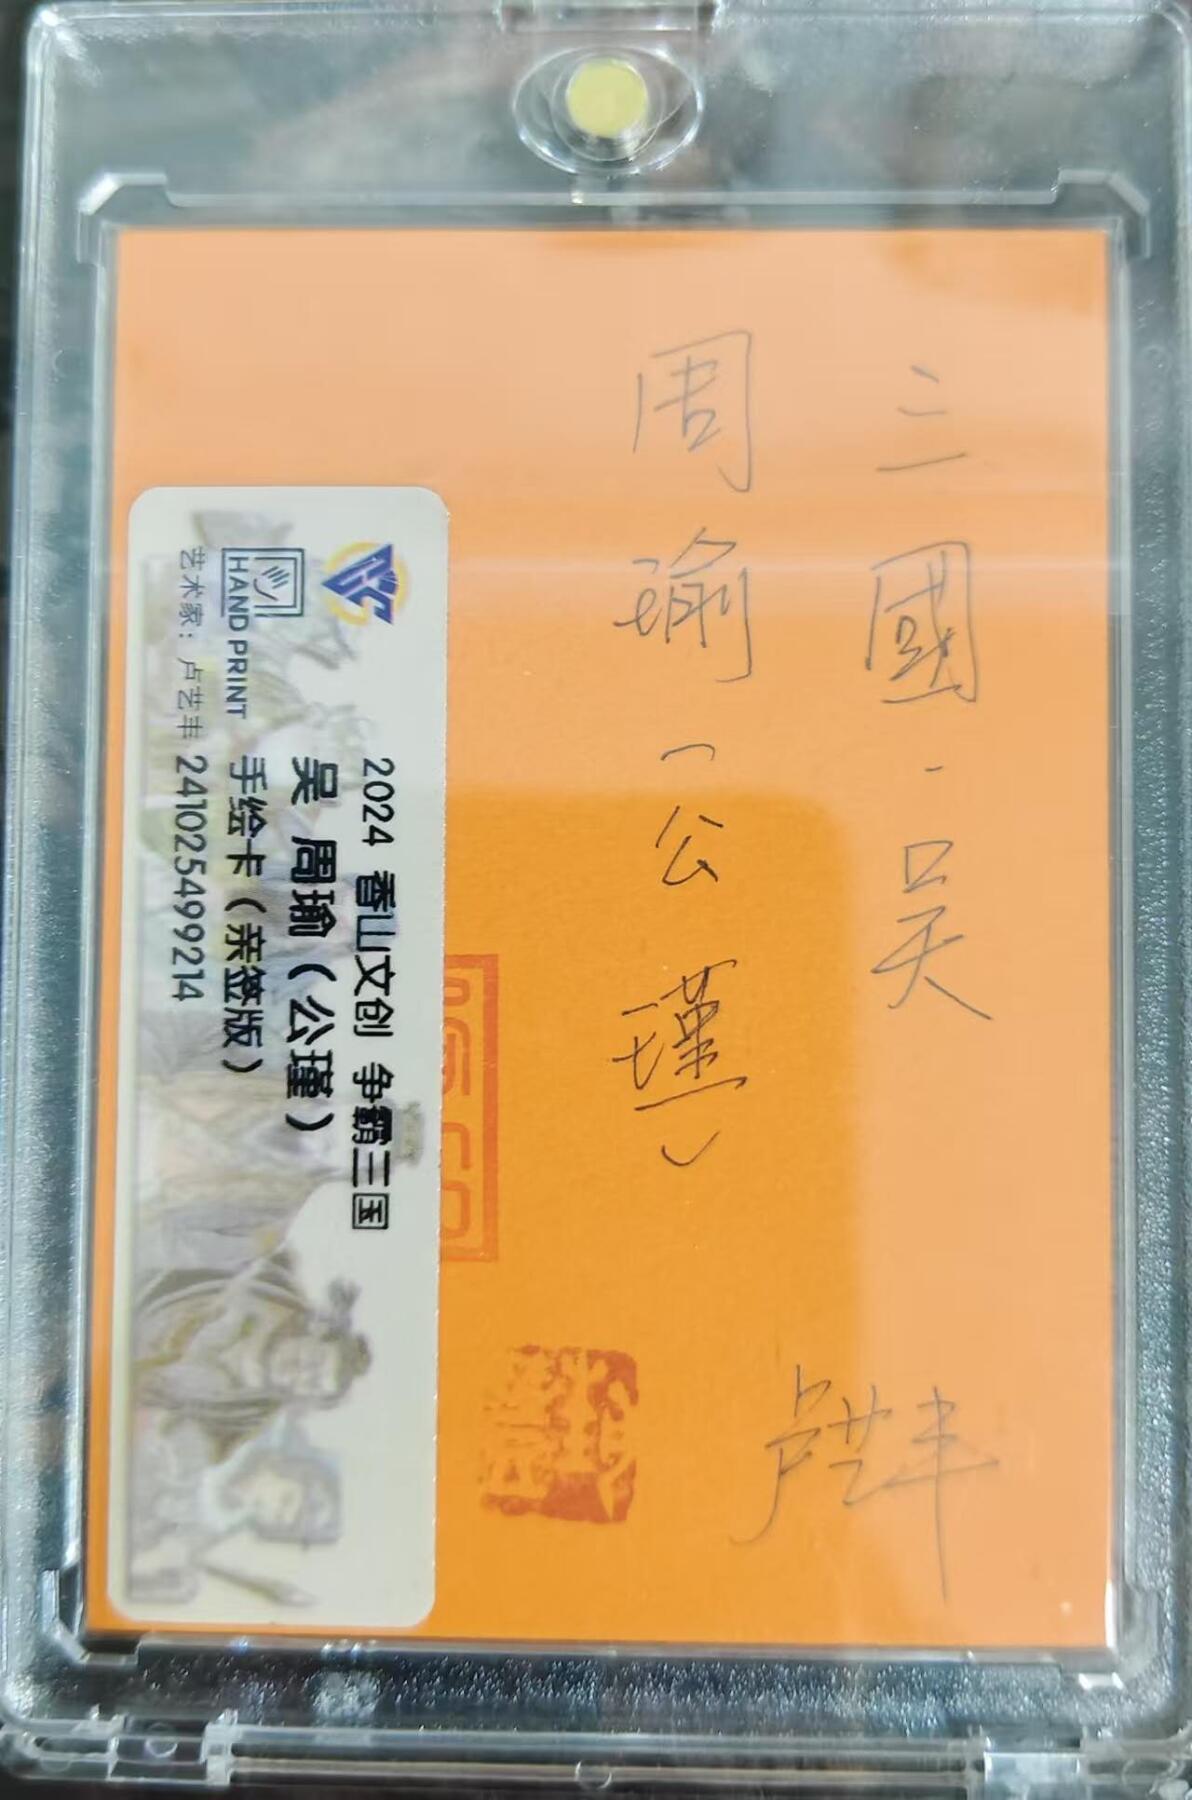 三國·吴
周瑜(公瑾)
卢艺丰
2024 香山文创 争霸三国
吴 周瑜(公瑾)
手绘卡(亲签版)
HAND PRINT
艺术家:卢艺丰
241025499214